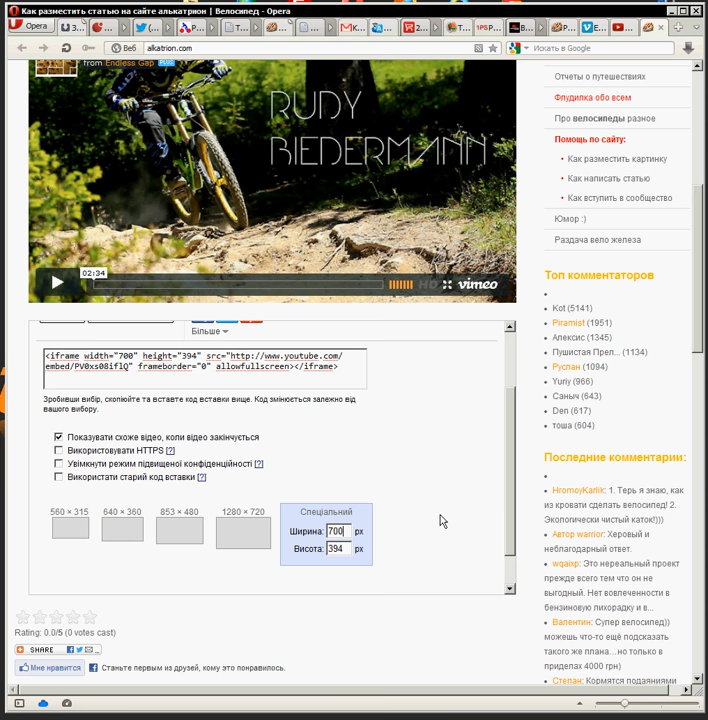 Как разместить статью на сайте алькатрион | Велосипед - Opera
Opera
Веб
alkatrion.com
Искать в Google
from Endless Gap PLUS
RUDY
BIEDERMANN
02:34
HD
vimeo
Більше
<iframe width="700" height="394" src="http://www.youtube.com/
embed/PV0xs08iflQ" frameborder="0" allowfullscreen></iframe>
Зробивши вибір, скопіюйте та вставте код вставки вище. Код змінюється залежно від
вашого вибору.
Показувати схоже відео, коли відео закінчується
Використовувати HTTPS [?]
Увімкнути режим підвищеної конфіденційності [?]
Використати старий код вставки [?]
560 × 315
640 × 360
853 × 480
1280 × 720
Спеціальний
Ширина: 700 px
Висота: 394 px
Rating: 0.0/5 (0 votes cast)
SHARE
Мне нравится
Станьте первым из друзей, кому это понравилось.
Отчеты о путешествиях
Флудилка обо всем
Про велосипеды разное
Помощь по сайту:
Как разместить картинку
Как написать статью
Как вступить в сообщество
Юмор :)
Раздача вело железа
Топ комментаторов
Kot (5141)
Piramist (1951)
Алексис (1345)
Пушистая Прел... (1134)
Руслан (1094)
Yuriy (966)
Саныч (643)
Den (617)
тоша (604)
Последние комментарии:
HromoyKarlik: 1. Терь я знаю, как
из кровати сделать велосипед! 2.
Экологически чистый каток!)))
Автор warrior: Херовый и
неблагодарный ответ.
wqaixp: Это нереальный проект
прежде всего тем что он не
выгодный. Нет вовлеченности в
бензиновую лихорадку и в...
Валентин: Супер велосипед))
можешь что-то ещё подсказать
такого же плана... но только в
приделах 4000 грн)
Степан: Кормятся подаяниями